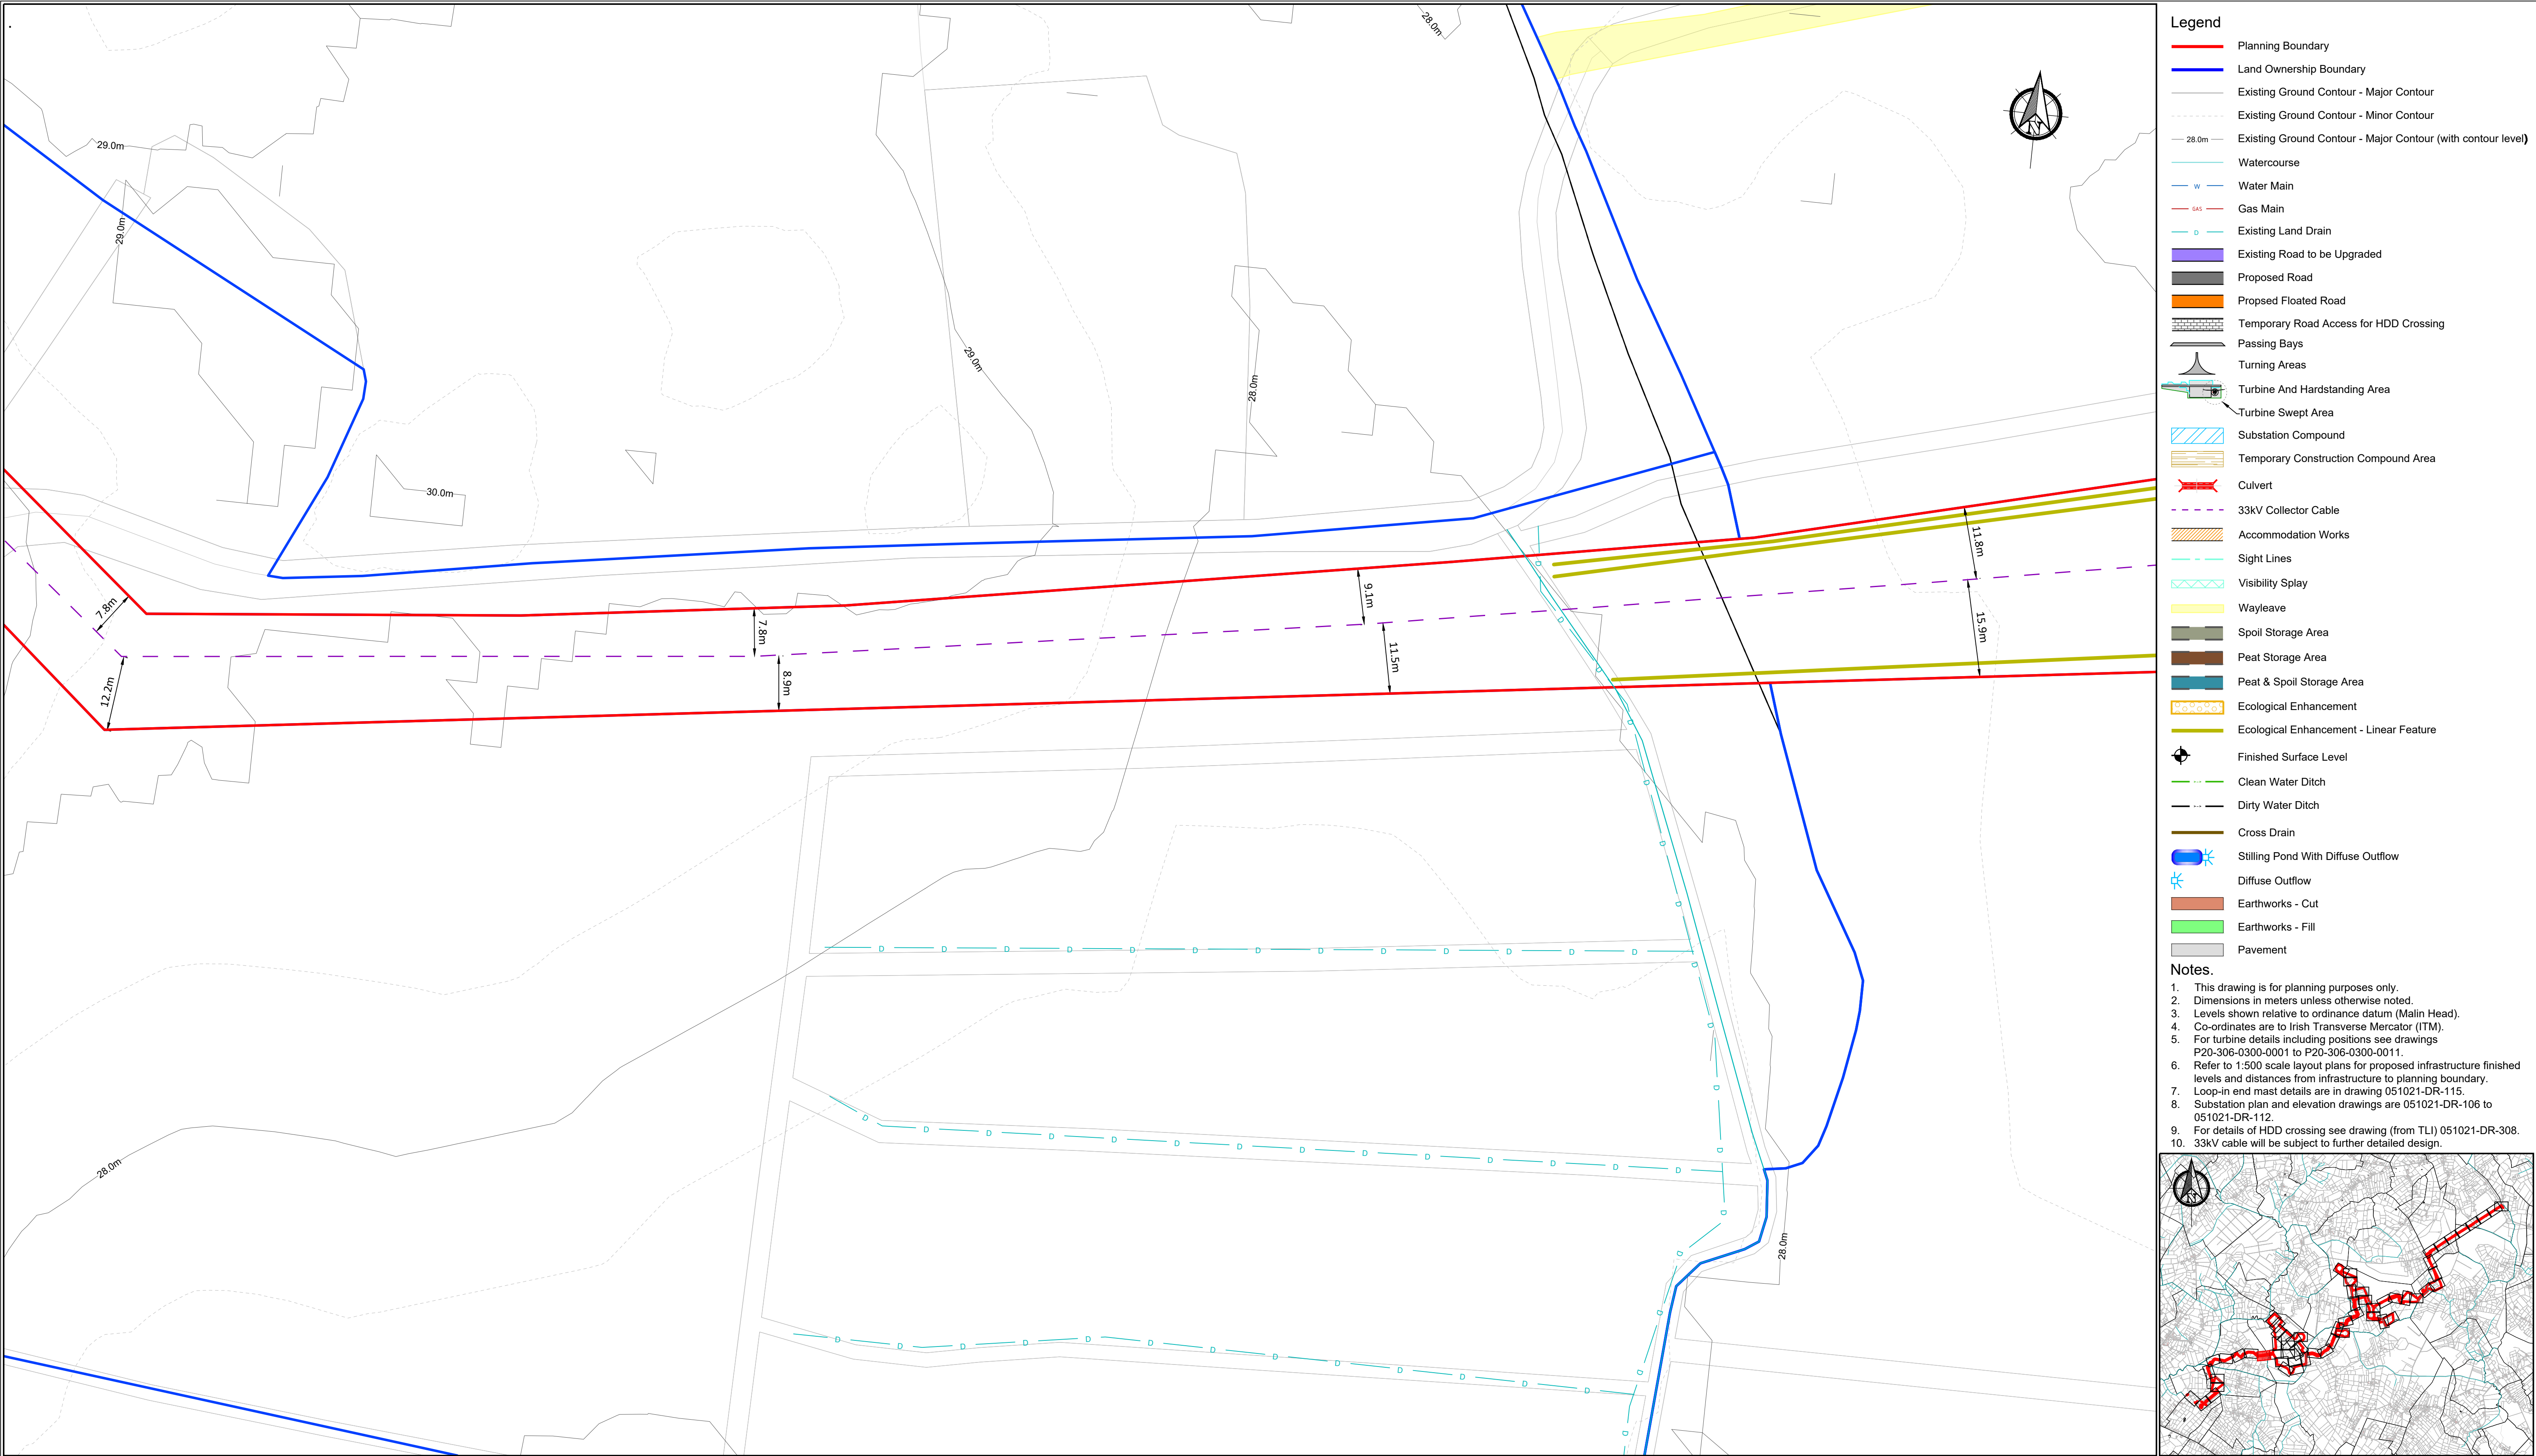 28.0m
29.0m
29.0m
29.0m
28.0m
30.0m
7.8m
12.2m
7.8m
8.9m
9.1m
11.5m
11.8m
15.9m
D D D D D D D D D D D D D
D D D D D D D D D D D D D D
D D D D D D D D D D D D D
28.0m
28.0m
Legend
Planning Boundary
Land Ownership Boundary
Existing Ground Contour - Major Contour
Existing Ground Contour - Minor Contour
28.0m Existing Ground Contour - Major Contour (with contour level)
Watercourse
W Water Main
GAS Gas Main
D Existing Land Drain
Existing Road to be Upgraded
Proposed Road
Propsed Floated Road
Temporary Road Access for HDD Crossing
Passing Bays
Turning Areas
Turbine And Hardstanding Area
Turbine Swept Area
Substation Compound
Temporary Construction Compound Area
Culvert
33kV Collector Cable
Accommodation Works
Sight Lines
Visibility Splay
Wayleave
Spoil Storage Area
Peat Storage Area
Peat & Spoil Storage Area
Ecological Enhancement
Ecological Enhancement - Linear Feature
Finished Surface Level
Clean Water Ditch
Dirty Water Ditch
Cross Drain
Stilling Pond With Diffuse Outflow
Diffuse Outflow
Earthworks - Cut
Earthworks - Fill
Pavement
Notes.
1. This drawing is for planning purposes only.
2. Dimensions in meters unless otherwise noted.
3. Levels shown relative to ordinance datum (Malin Head).
4. Co-ordinates are to Irish Transverse Mercator (ITM).
5. For turbine details including positions see drawings
P20-306-0300-0001 to P20-306-0300-0011.
6. Refer to 1:500 scale layout plans for proposed infrastructure finished
levels and distances from infrastructure to planning boundary.
7. Loop-in end mast details are in drawing 051021-DR-115.
8. Substation plan and elevation drawings are 051021-DR-106 to
051021-DR-112.
9. For details of HDD crossing see drawing (from TLI) 051021-DR-308.
10. 33kV cable will be subject to further detailed design.
N
N